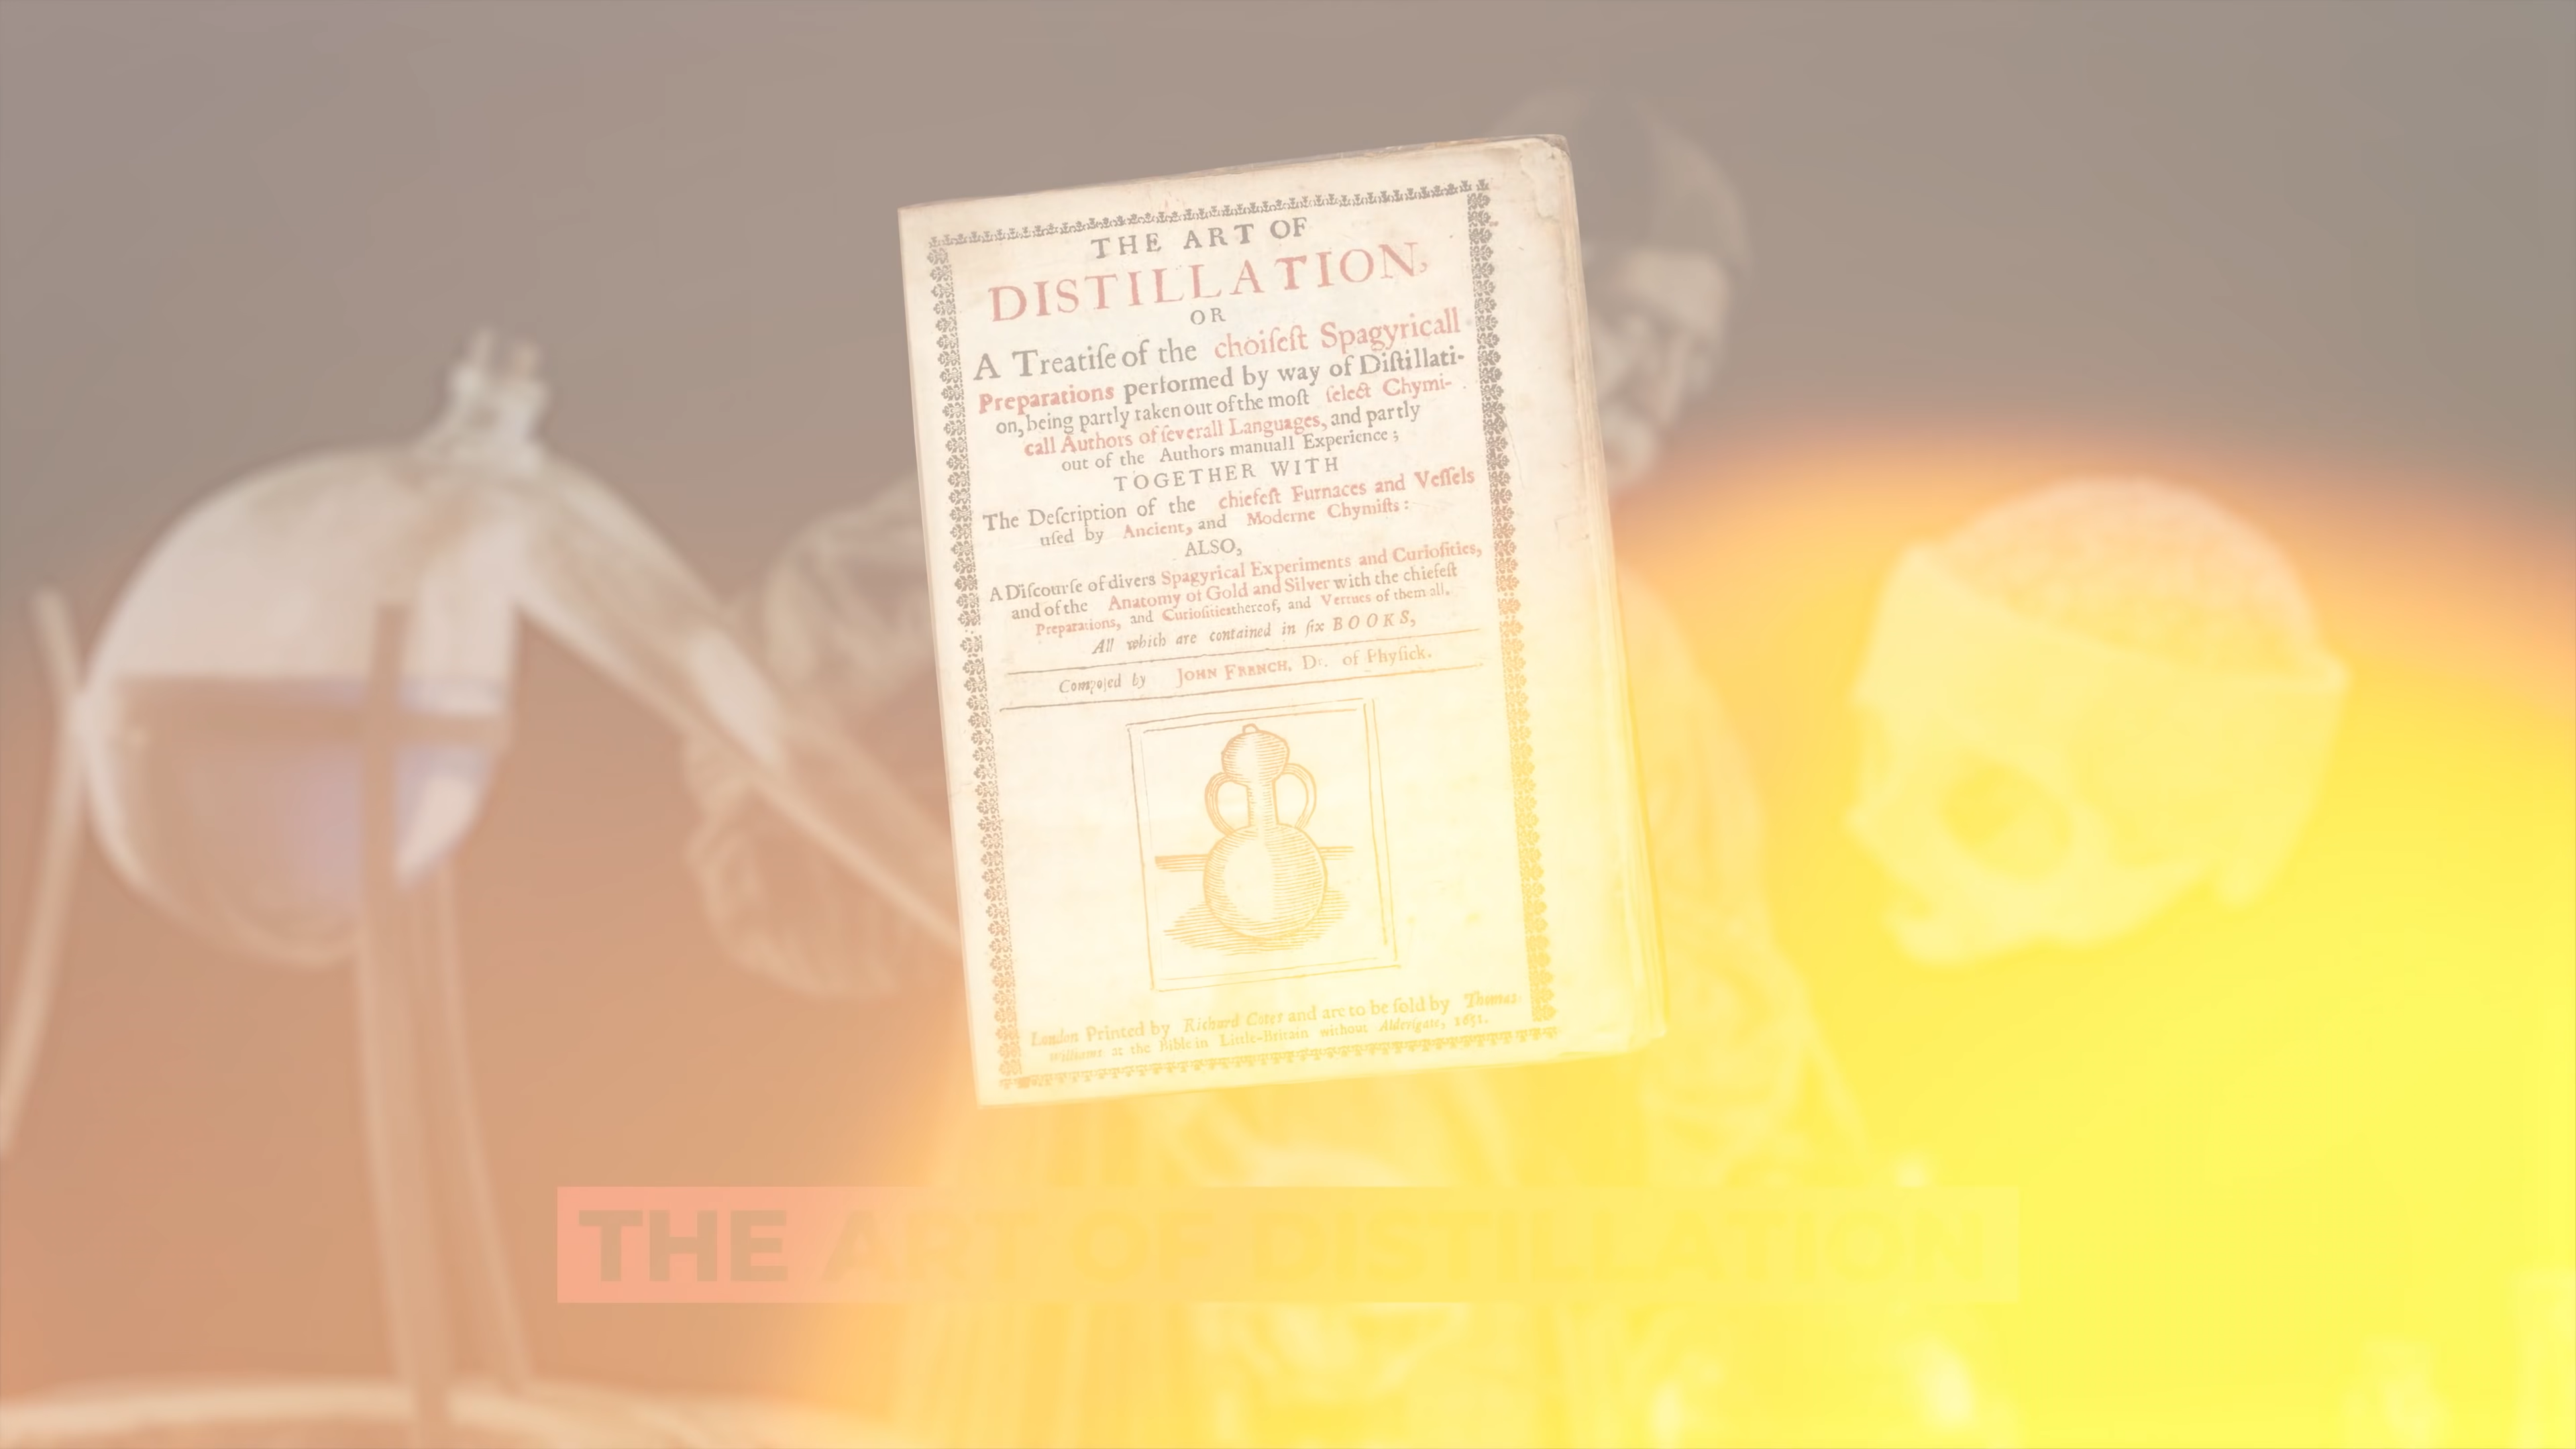 THE ART OF
DISTILLATION,
OR
A Treatiſe of the choiſeſt Spagyricall
Preparations performed by way of Diſtillati-
on, being partly taken out of the moſt ſelect Chymi-
call Authors of ſeverall Languages, and partly
out of the Authors manuall Experience;
TOGETHER WITH
The Deſcription of the chiefeſt Furnaces and Veſſels
uſed by Ancient, and Moderne Chymiſts:
ALSO,
A Diſcourſe of divers Spagyrical Experiments and Curioſities,
and of the Anatomy of Gold and Silver with the chiefeſt
Preparations, and Curioſities thereof, and Vertues of them all.
All which are contained in ſix BOOKS,
Compoſed by JOHN FRENCH, Dr. of Phyſick.
London Printed by Richard Cotes and are to be ſold by Thomas
Williams at the Bible in Little-Britain without Alderſgate, 1651.
THE ART OF DISTILLATION